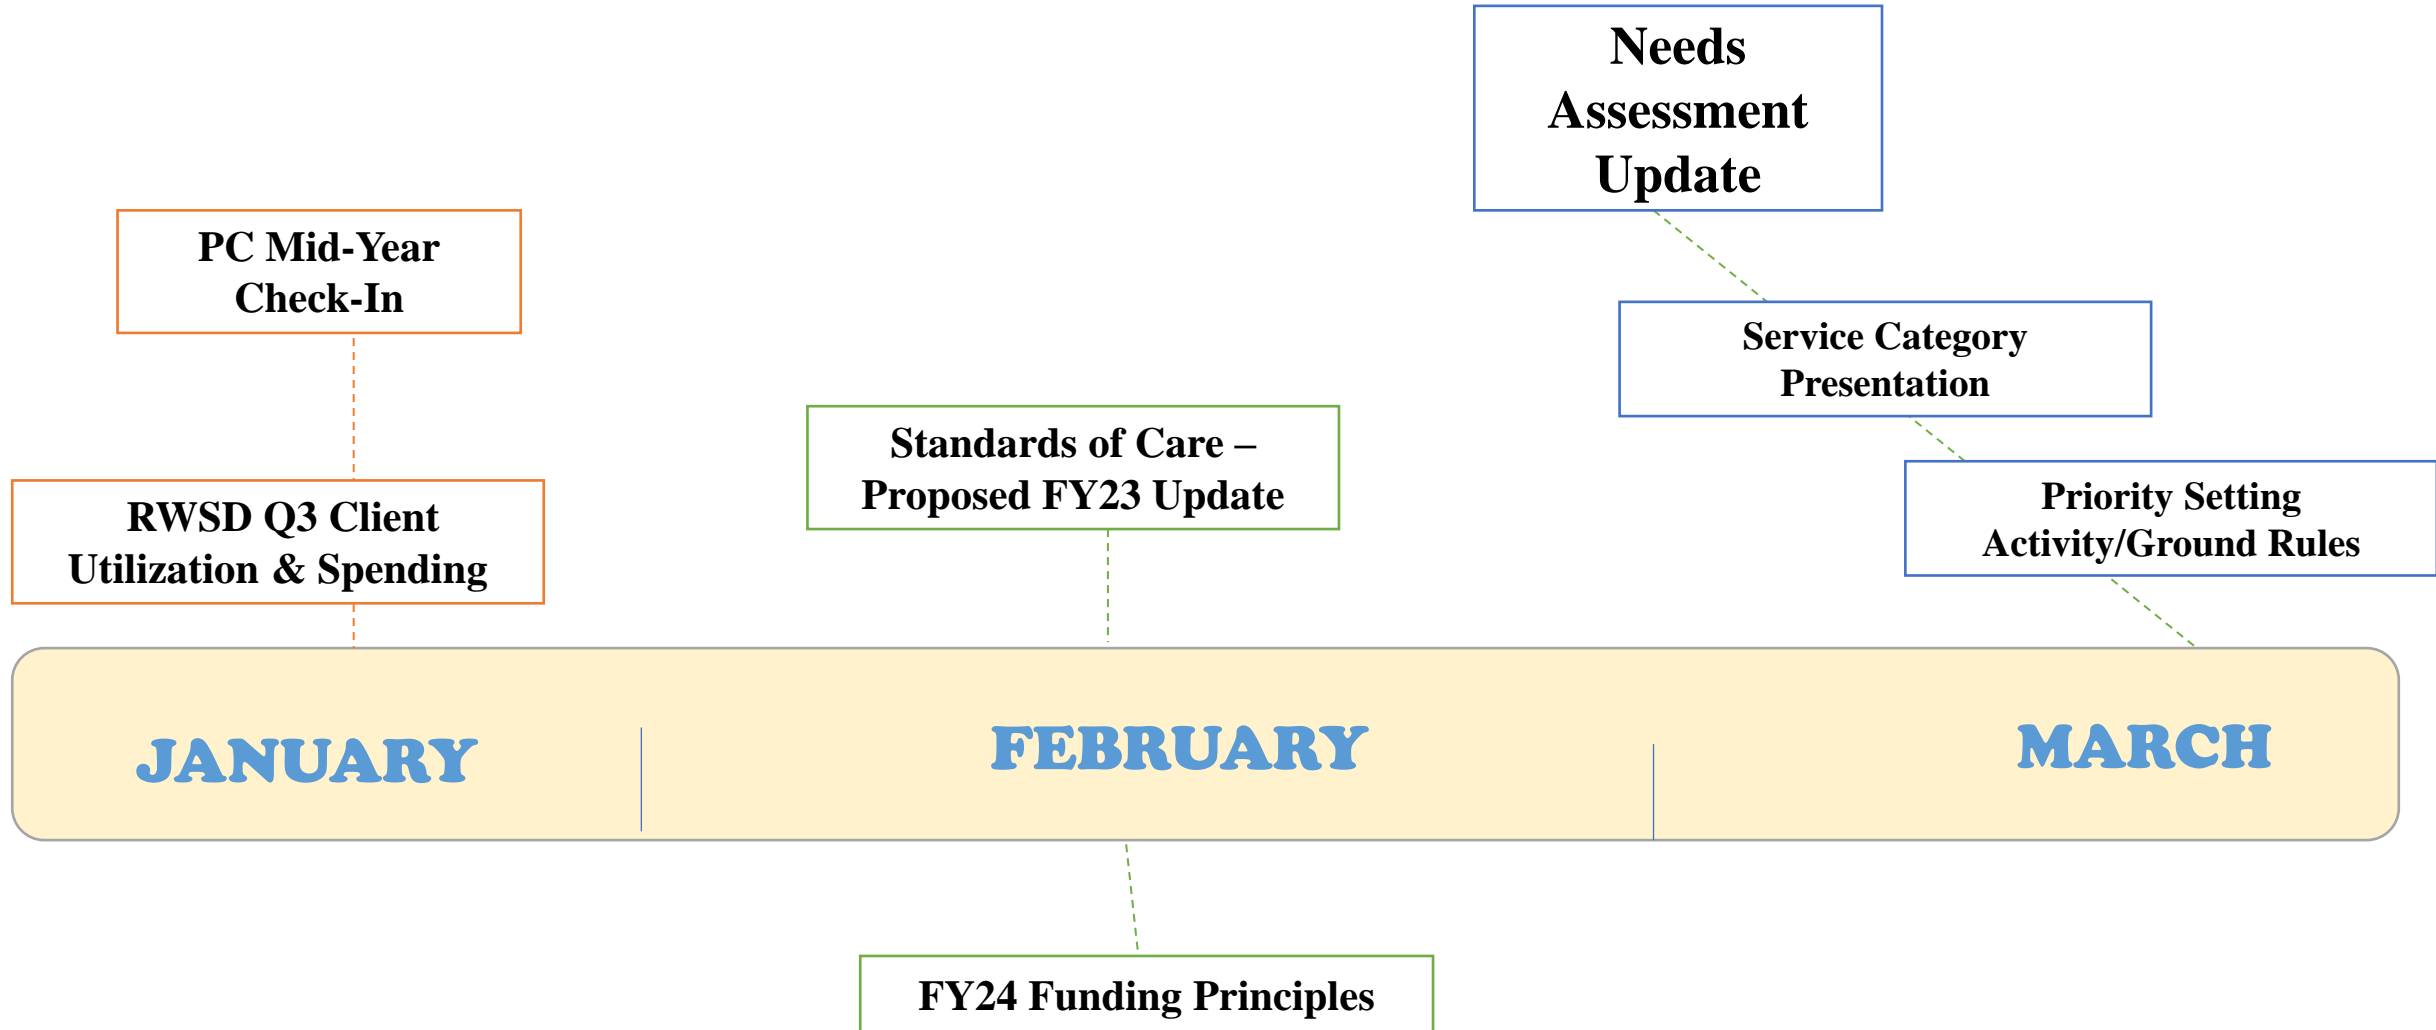 Needs
Assessment
Update
PC Mid-Year
Check-In
Service Category
Presentation
Standards of Care –
Proposed FY23 Update
RWSD Q3 Client
Utilization & Spending
Priority Setting
Activity/Ground Rules
JANUARY
FEBRUARY
MARCH
FY24 Funding Principles